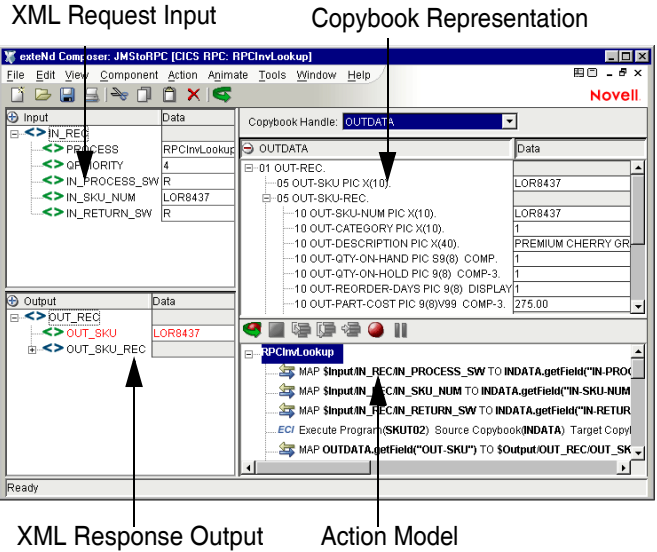 XML Request Input
Copybook Representation
exteNd Composer: JMStoRPC [CICS RPC: RPCInvLookup]
File Edit View Component Action Animate Tools Window Help
Novell.
Input Data
IN_REC
PROCESS RPCInvLookup
IN_PROCESS_SW R
IN_SKU_NUM LOR8437
IN_RETURN_SW R
Copybook Handle: OUTDATA
OUTDATA Data
01 OUT-REC.
05 OUT-SKU PIC X(10). LOR8437
05 OUT-SKU-REC.
10 OUT-SKU-NUM PIC X(10). LOR8437
10 OUT-CATEGORY PIC X(10). 1
10 OUT-DESCRIPTION PIC X(40). PREMIUM CHERRY GR
10 OUT-QTY-ON-HAND PIC S9(8) COMP. 1
10 OUT-QTY-ON-HOLD PIC 9(8) COMP-3. 1
10 OUT-REORDER-DAYS PIC 9(8) DISPLAY 1
10 OUT-PART-COST PIC 9(8)V99 COMP-3. 275.00
Output Data
OUT_REC
OUT_SKU LOR8437
OUT_SKU_REC
RPCInvLookup
MAP $Input/IN_REC/IN_PROCESS_SW TO INDATA.getField("IN-PROC
MAP $Input/IN_REC/IN_SKU_NUM TO INDATA.getField("IN-SKU-NUM
MAP $Input/IN_REC/IN_RETURN_SW TO INDATA.getField("IN-RETUR
ECI Execute Program(SKUT02) Source Copybook(INDATA) Target Copy
MAP OUTDATA.getField("OUT-SKU") TO $Output/OUT_REC/OUT_SK
Ready
XML Response Output
Action Model